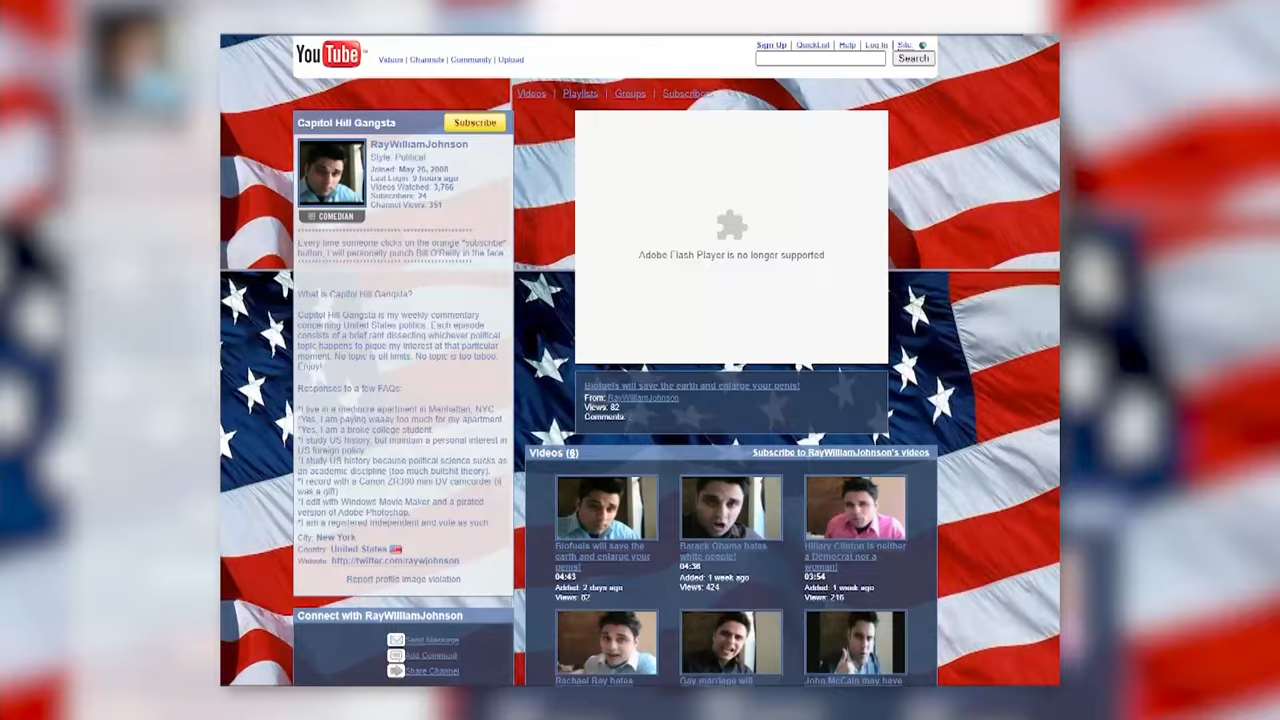 YouTube
Sign Up | QuickList | Help | Log In | Site:
Videos | Channels | Community | Upload
Search
Videos | Playlists | Groups | Subscribers
Capitol Hill Gangsta
Subscribe
RayWilliamJohnson
Style: Political
Joined: May 26, 2008
Last Login: 9 hours ago
Videos Watched: 3,766
Subscribers: 24
Channel Views: 351
COMEDIAN
Every time someone clicks on the orange "subscribe"
button, I will personally punch Bill O'Reilly in the face.
What is Capitol Hill Gangsta?
Capitol Hill Gangsta is my weekly commentary
concerning United States politics. Each episode
consists of a brief rant dissecting whichever political
topic happens to pique my interest at that particular
moment. No topic is off limits. No topic is too taboo.
Enjoy!
Responses to a few FAQs:
*I live in a mediocre apartment in Manhattan, NYC.
*Yes, I am paying waaay too much for my apartment.
*Yes, I am a broke college student.
*I study US history, but maintain a personal interest in
US foreign policy.
*I study US history because political science sucks as
an academic discipline (too much bullshit theory).
*I record with a Canon ZR300 mini DV camcorder (it
was a gift)
*I edit with Windows Movie Maker and a pirated
version of Adobe Photoshop.
*I am a registered Independent and vote as such
City: New York
Country: United States
Website: http://twitter.com/raywjohnson
Report profile image violation
Connect with RayWilliamJohnson
Send Message
Add Comment
Share Channel
Adobe Flash Player is no longer supported
Biofuels will save the earth and enlarge your penis!
From: RayWilliamJohnson
Views: 82
Comments:
Videos (6)
Subscribe to RayWilliamJohnson's videos
Biofuels will save the
earth and enlarge your
penis!
04:43
Added: 2 days ago
Views: 82
Barack Obama hates
white people!
04:38
Added: 1 week ago
Views: 424
Hillary Clinton is neither
a Democrat nor a
woman!
03:54
Added: 1 week ago
Views: 216
Rachael Ray hates
Gay marriage will
John McCain may have